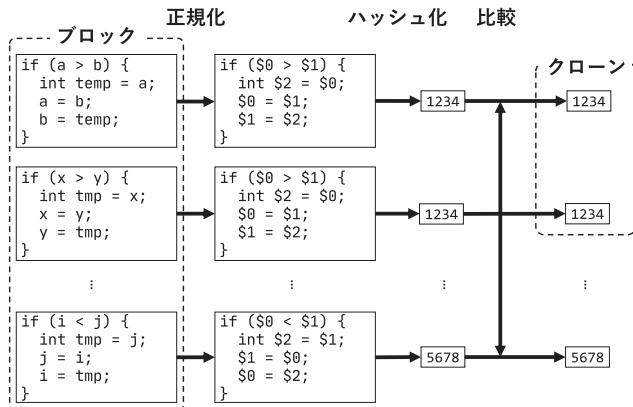 正規化
ハッシュ化
比較
ブロック
if (a > b) {
int temp = a;
a = b;
b = temp;
}
if ($0 > $1) {
int $2 = $0;
$0 = $1;
$1 = $2;
}
1234
クローン
1234
if (x > y) {
int tmp = x;
x = y;
y = tmp;
}
if ($0 > $1) {
int $2 = $0;
$0 = $1;
$1 = $2;
}
1234
1234
⋮
⋮
⋮
⋮
if (i < j) {
int tmp = j;
j = i;
i = tmp;
}
if ($0 < $1) {
int $2 = $1;
$1 = $0;
$0 = $2;
}
5678
5678